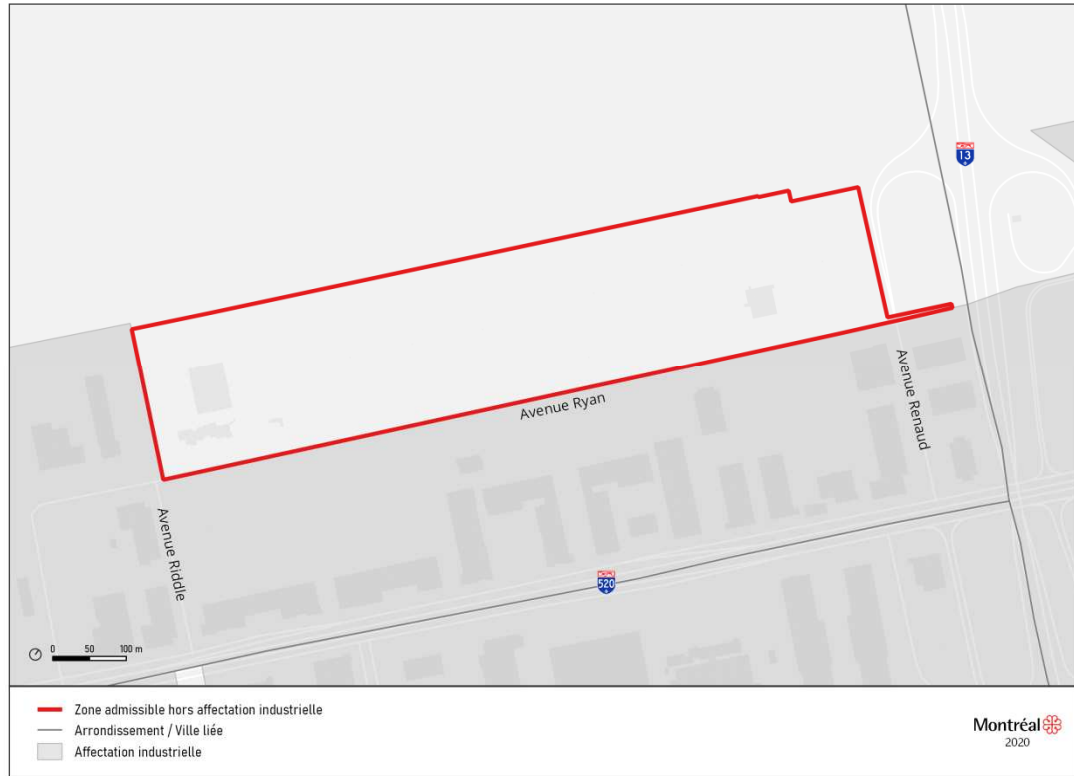 13
Avenue Ryan
Avenue Renaud
Avenue Riddle
520
0 50 100 m
Zone admissible hors affectation industrielle
Arrondissement / Ville liée
Affectation industrielle
Montréal
2020